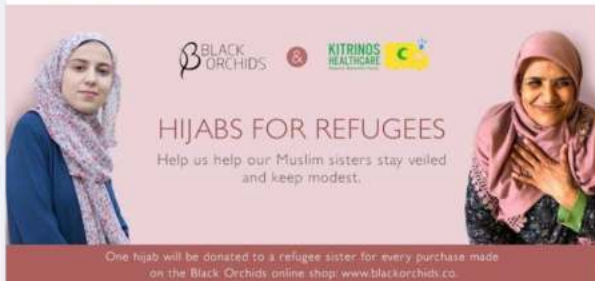 BLACK
ORCHIDS
&
KITRINOS
HEALTHCARE
HIJABS FOR REFUGEES
Help us help our Muslim sisters stay veiled
and keep modest.
One hijab will be donated to a refugee sister for every purchase made
on the Black Orchids online shop: www.blackorchids.co.